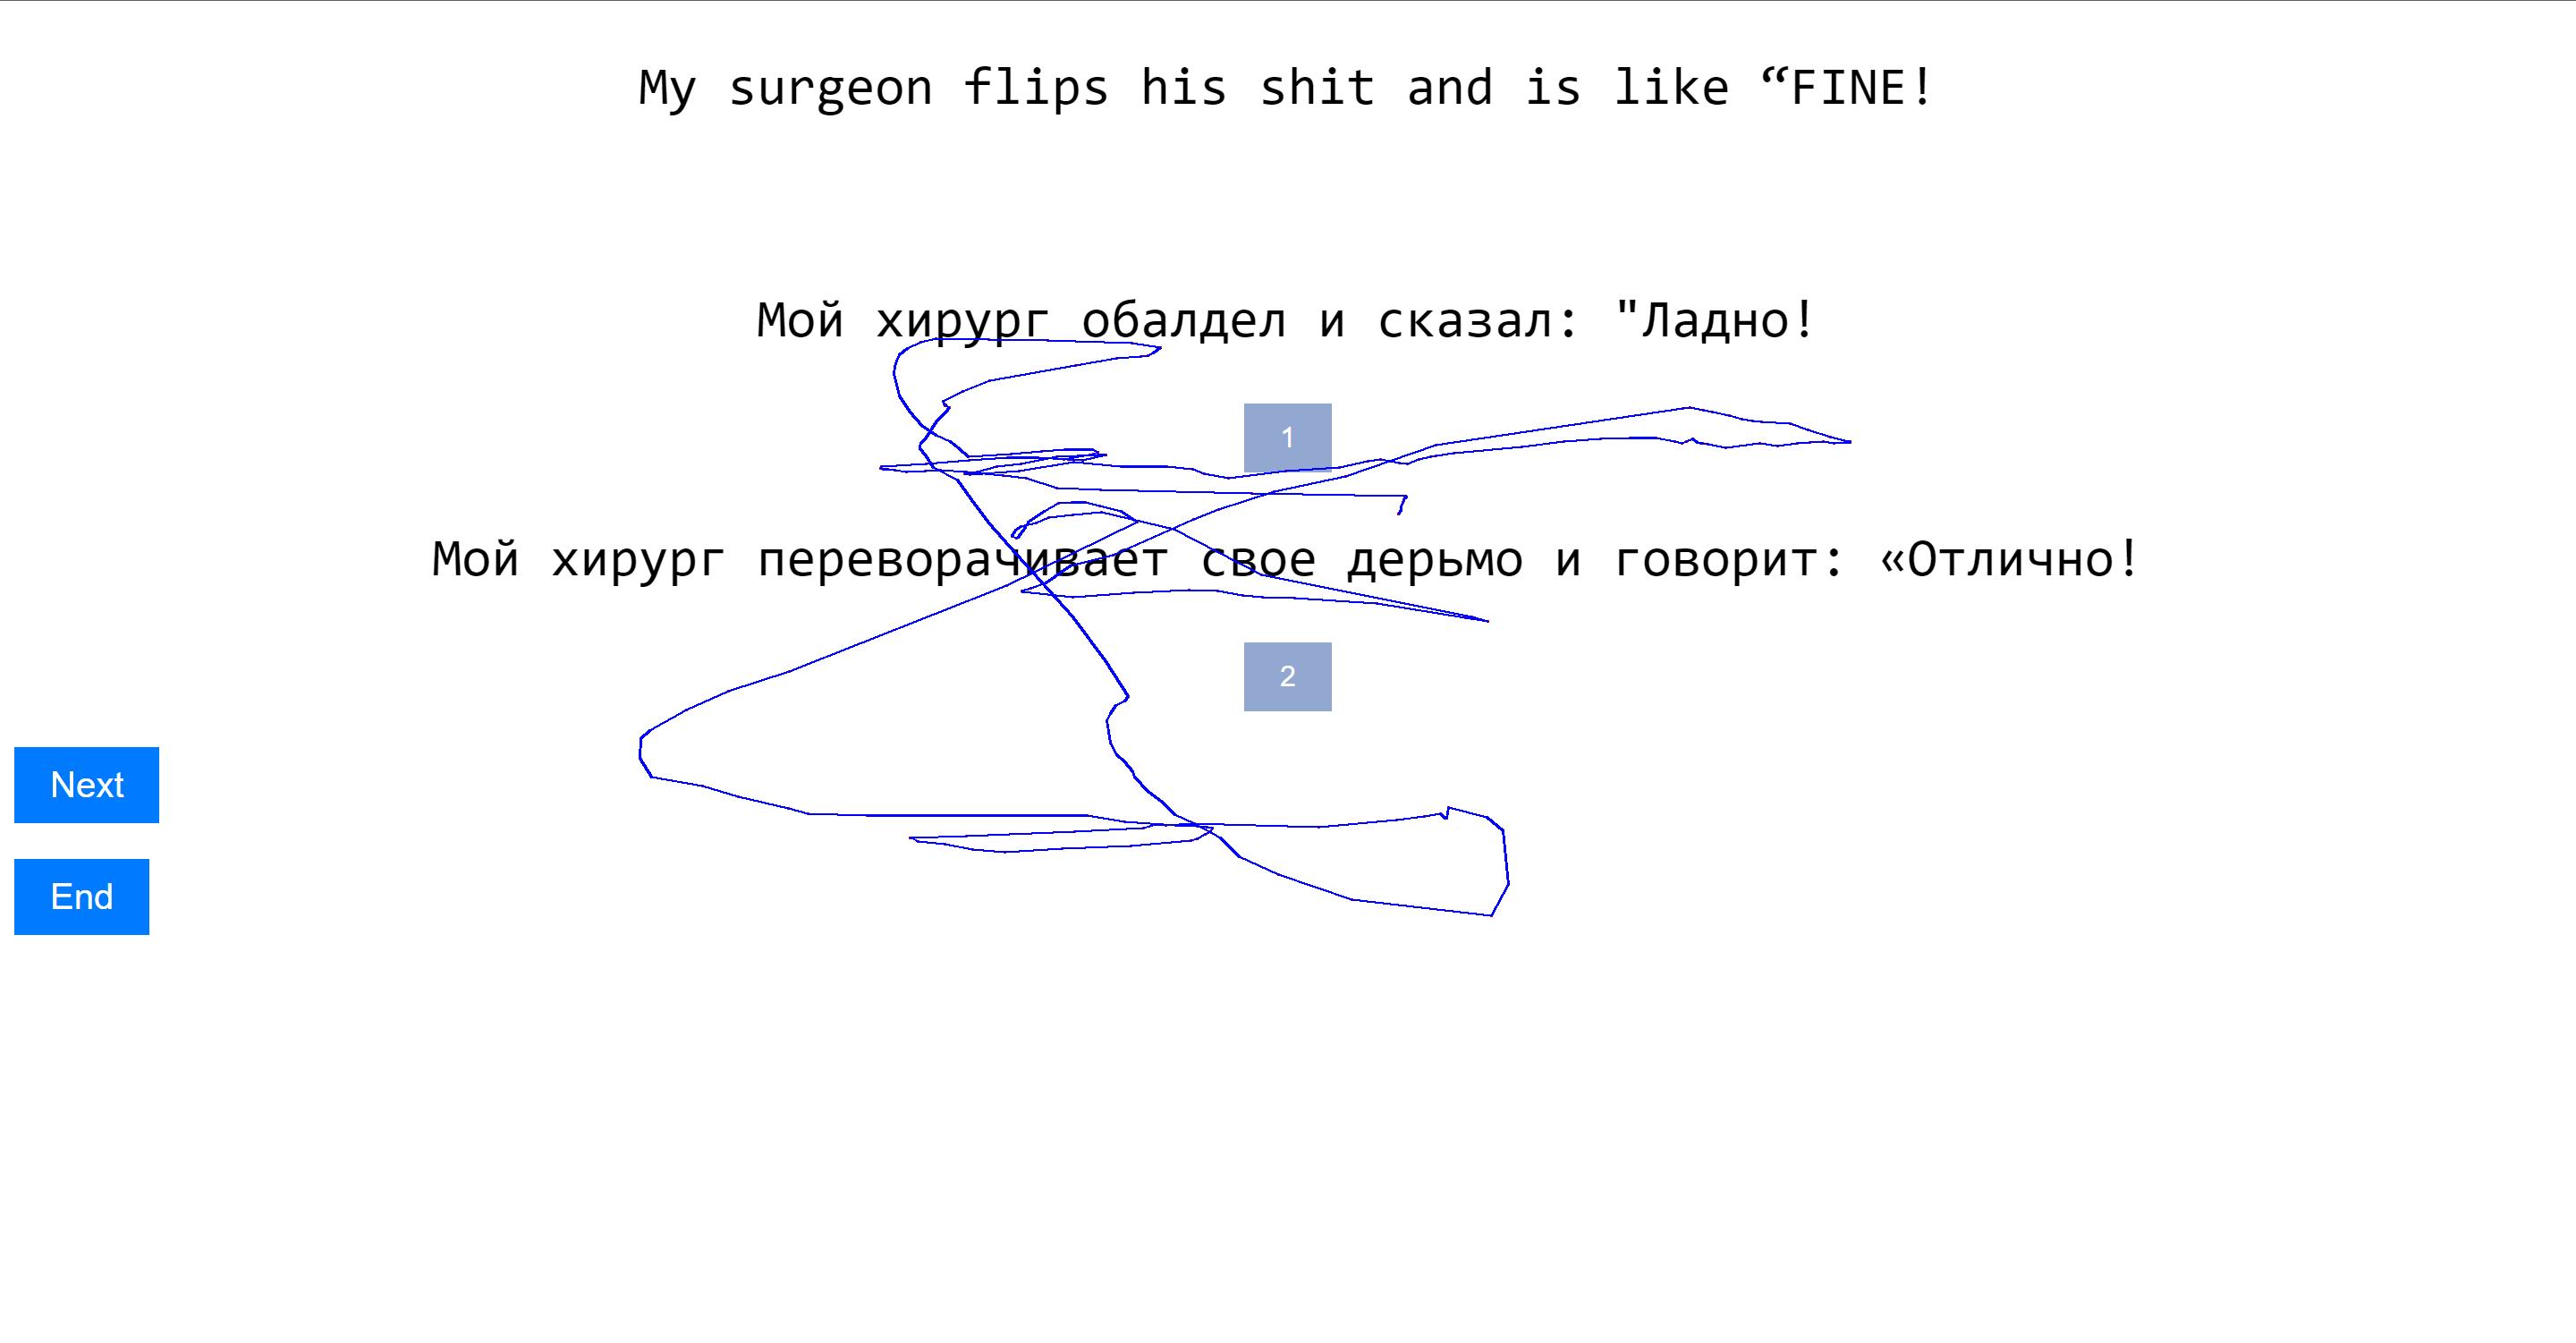 My surgeon flips his shit and is like “FINE!
Мой хирург обалдел и сказал: "Ладно!
1
Мой хирург переворачивает свое дерьмо и говорит: «Отлично!
2
Next
End